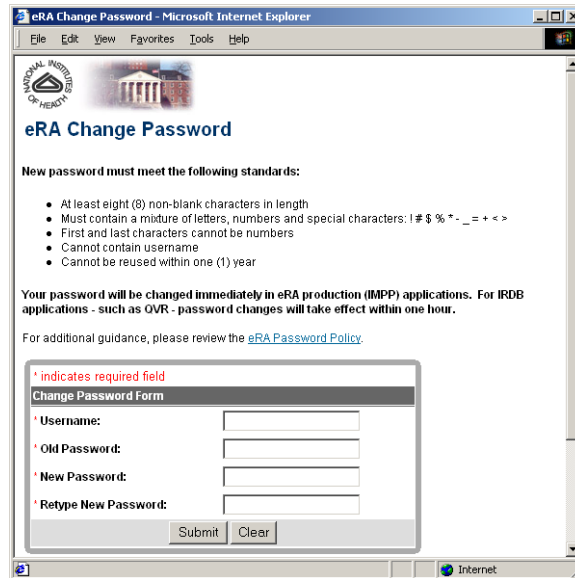 eRA Change Password - Microsoft Internet Explorer
File Edit View Favorites Tools Help
NATIONAL INSTITUTES OF HEALTH
eRA Change Password
New password must meet the following standards:
At least eight (8) non-blank characters in length
Must contain a mixture of letters, numbers and special characters: ! # $ % * - _ = + < >
First and last characters cannot be numbers
Cannot contain username
Cannot be reused within one (1) year
Your password will be changed immediately in eRA production (IMPP) applications. For IRDB
applications - such as QVR - password changes will take effect within one hour.
For additional guidance, please review the eRA Password Policy.
* indicates required field
Change Password Form
* Username:
* Old Password:
* New Password:
* Retype New Password:
Submit Clear
Internet